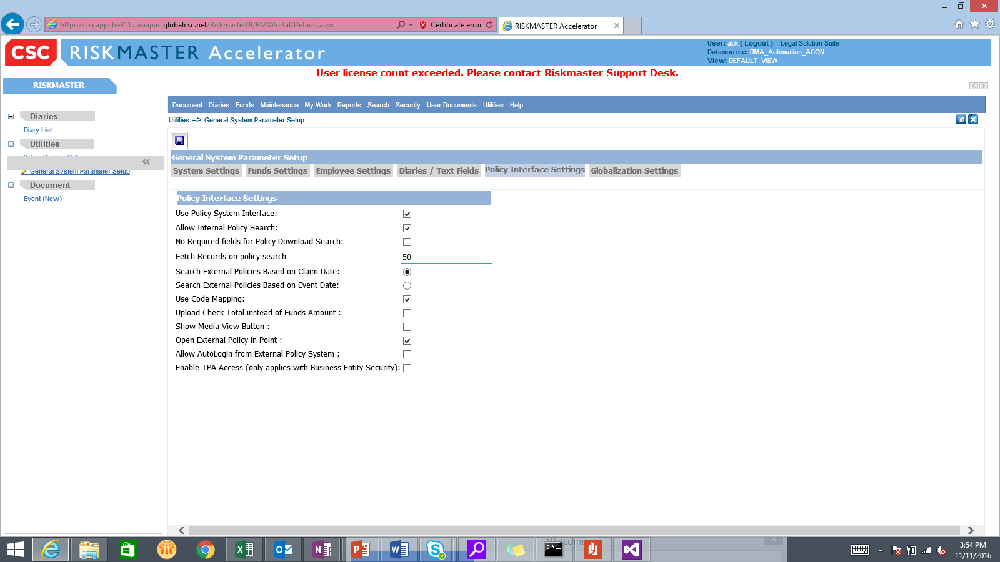 https://cscappche811v.asiapac.globalcsc.net/RiskmasterUI/RMXPortal/Default.aspx
Certificate error
RISKMASTER Accelerator
CSC
RISKMASTER Accelerator
User: abk ( Logout ) Legal Solution Suite
Datasource: RMA_Automation_ACON
View: DEFAULT_VIEW
User license count exceeded. Please contact Riskmaster Support Desk.
RISKMASTER
Diaries
Diary List
Utilities
General System Parameter Setup
Document
Event (New)
Document Diaries Funds Maintenance My Work Reports Search Security User Documents Utilities Help
Utilities => General System Parameter Setup
General System Parameter Setup
System Settings Funds Settings Employee Settings Diaries / Text Fields Policy Interface Settings Globalization Settings
Policy Interface Settings
Use Policy System Interface:
Allow Internal Policy Search:
No Required fields for Policy Download Search:
Fetch Records on policy search 50
Search External Policies Based on Claim Date:
Search External Policies Based on Event Date:
Use Code Mapping:
Upload Check Total instead of Funds Amount :
Show Media View Button :
Open External Policy in Point :
Allow AutoLogin from External Policy System :
Enable TPA Access (only applies with Business Entity Security):
Welcome
3:54 PM
11/11/2016